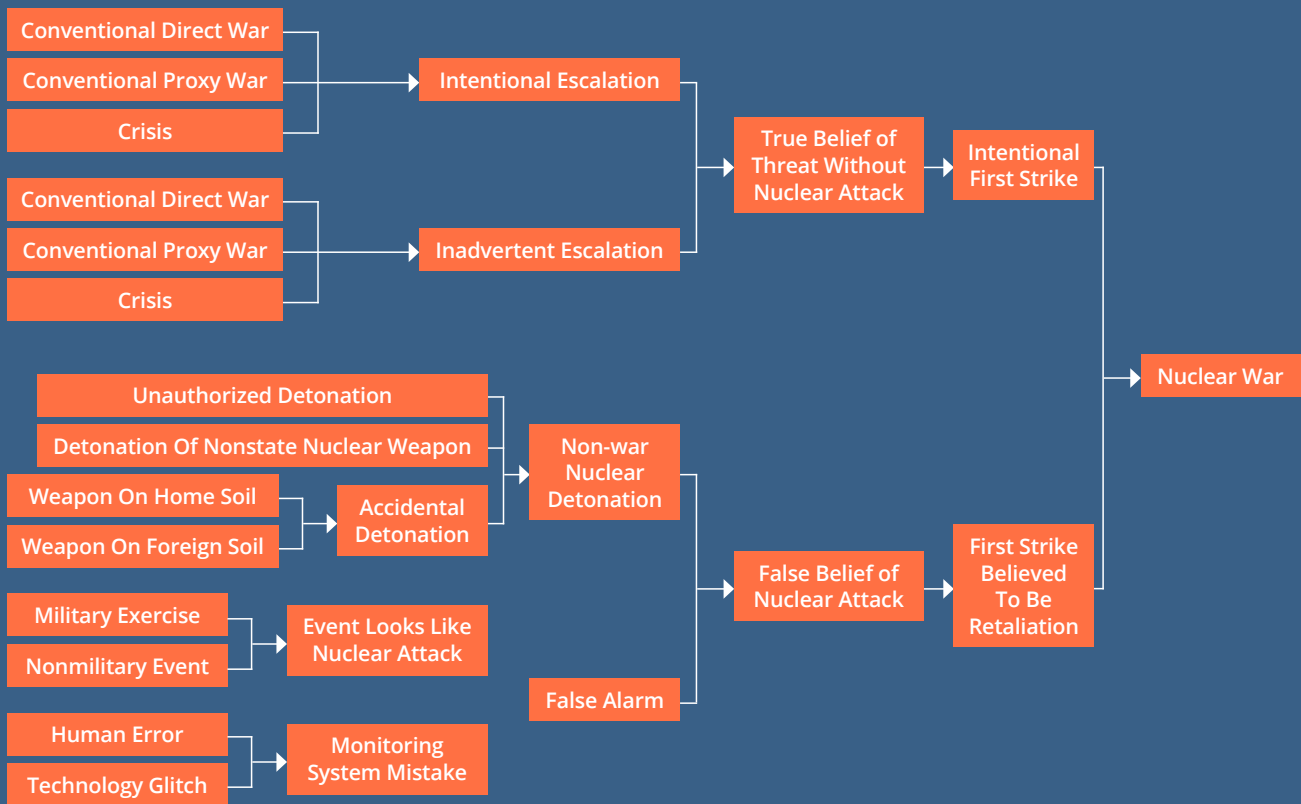 Conventional Direct War
Conventional Proxy War
Crisis
Intentional Escalation
Conventional Direct War
Conventional Proxy War
Crisis
Inadvertent Escalation
True Belief of
Threat Without
Nuclear Attack
Intentional
First Strike
Unauthorized Detonation
Detonation Of Nonstate Nuclear Weapon
Weapon On Home Soil
Weapon On Foreign Soil
Accidental
Detonation
Non-war
Nuclear
Detonation
Military Exercise
Nonmilitary Event
Event Looks Like
Nuclear Attack
Human Error
Technology Glitch
Monitoring
System Mistake
False Alarm
False Belief of
Nuclear Attack
First Strike
Believed
To Be
Retaliation
Nuclear War